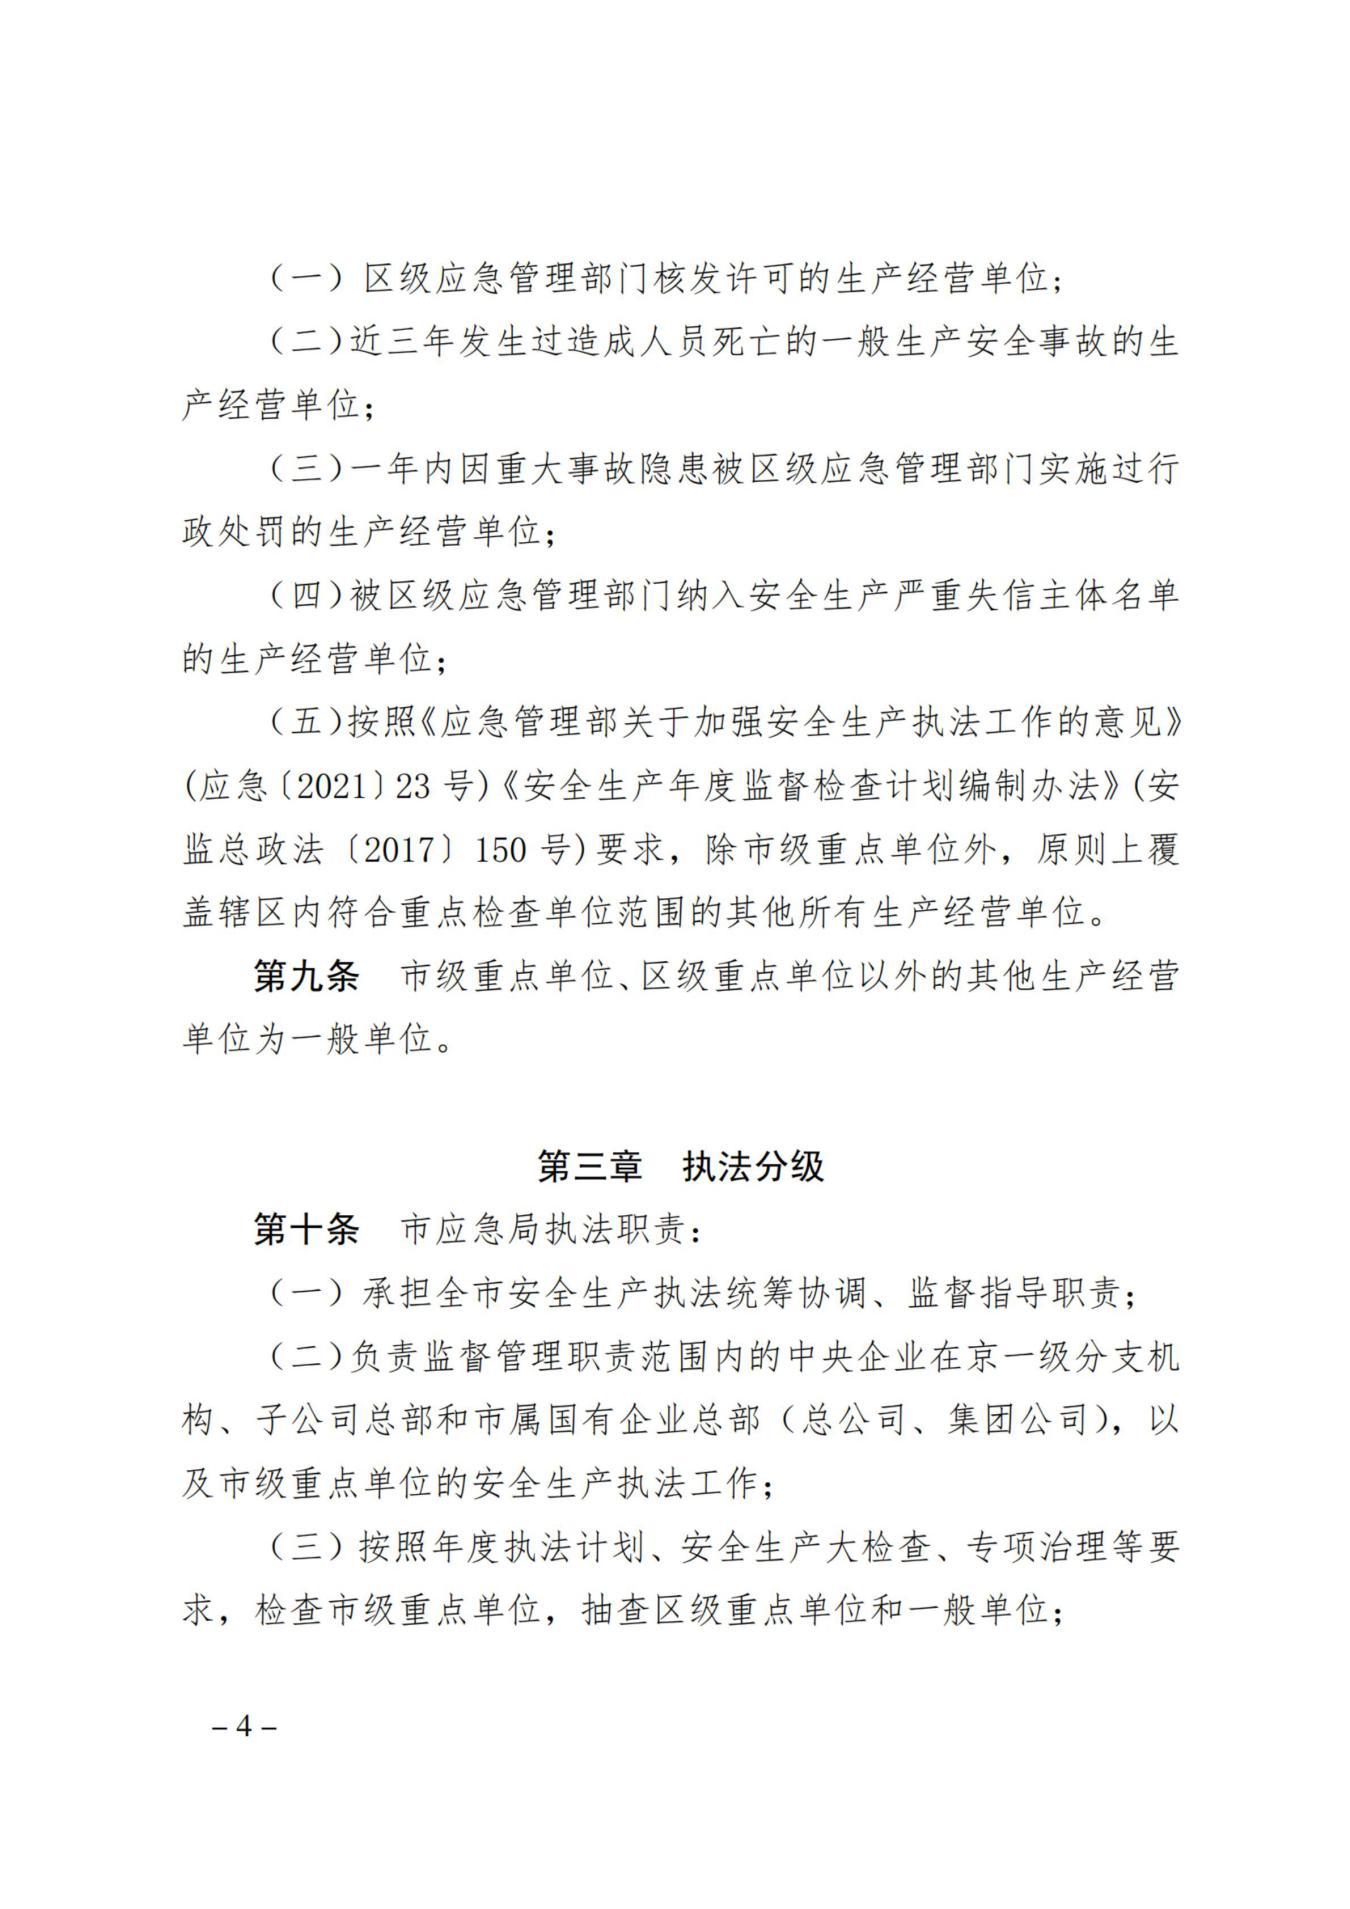 （一）区级应急管理部门核发许可的生产经营单位；
（二）近三年发生过造成人员死亡的一般生产安全事故的生
产经营单位；
（三）一年内因重大事故隐患被区级应急管理部门实施过行
政处罚的生产经营单位；
（四）被区级应急管理部门纳入安全生产严重失信主体名单
的生产经营单位；
（五）按照《应急管理部关于加强安全生产执法工作的意见》
(应急〔2021〕23 号)《安全生产年度监督检查计划编制办法》(安
监总政法〔2017〕150 号)要求，除市级重点单位外，原则上覆
盖辖区内符合重点检查单位范围的其他所有生产经营单位。
第九条　市级重点单位、区级重点单位以外的其他生产经营
单位为一般单位。
第三章　执法分级
第十条　市应急局执法职责：
（一）承担全市安全生产执法统筹协调、监督指导职责；
（二）负责监督管理职责范围内的中央企业在京一级分支机
构、子公司总部和市属国有企业总部（总公司、集团公司），以
及市级重点单位的安全生产执法工作；
（三）按照年度执法计划、安全生产大检查、专项治理等要
求，检查市级重点单位，抽查区级重点单位和一般单位；
－4－